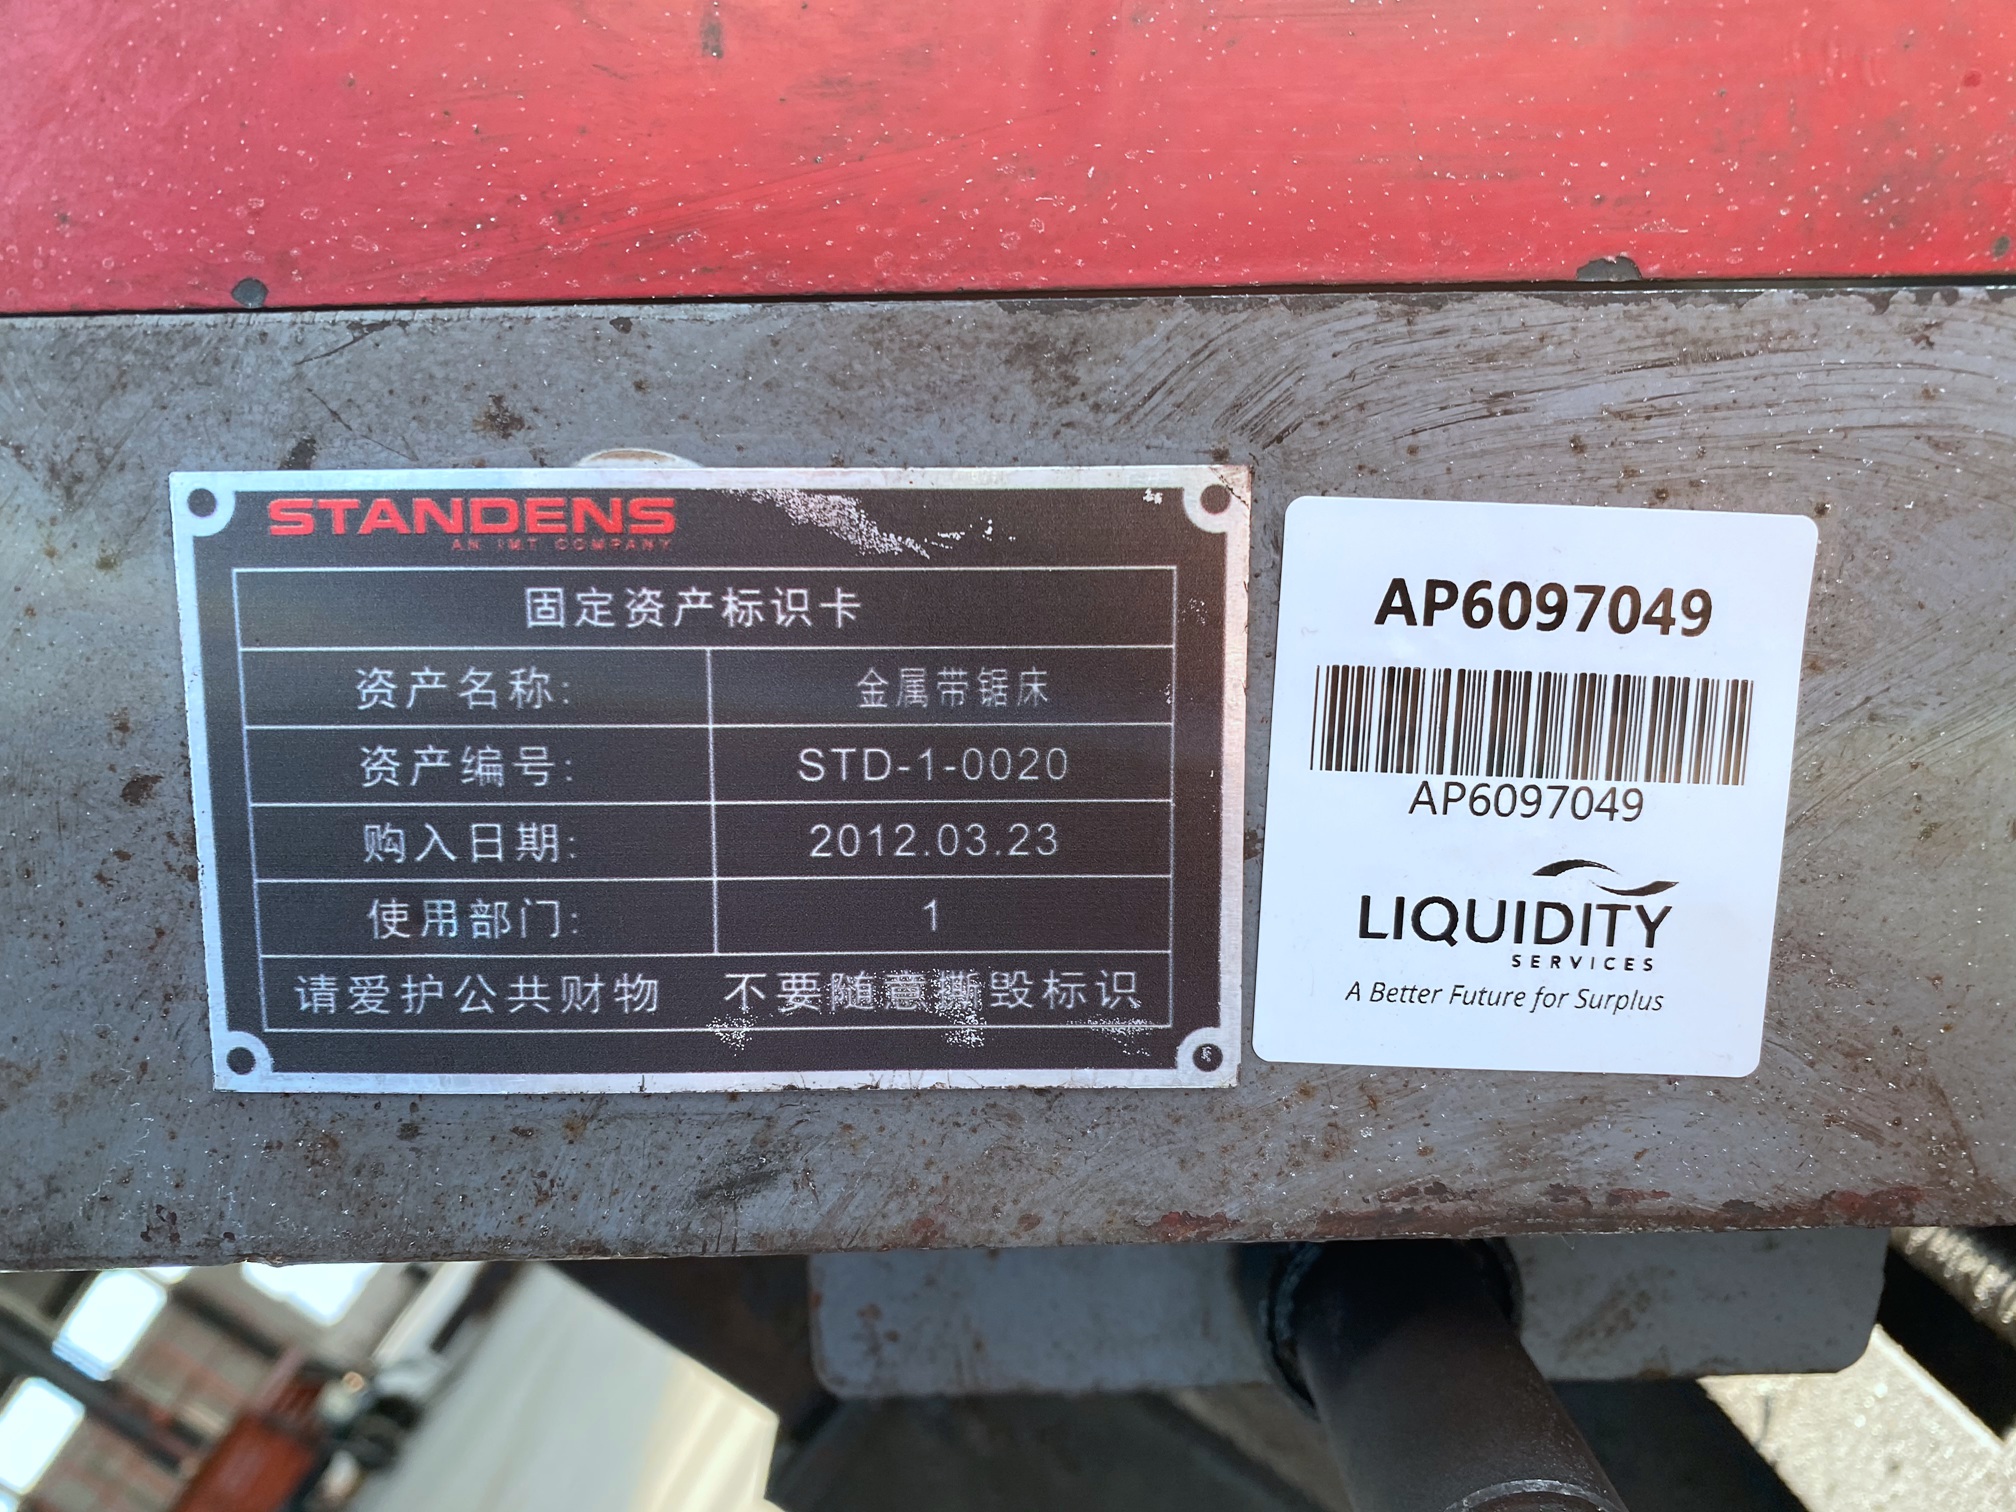 STANDENS
AN IMT COMPANY
固定资产标识卡
资产名称: 金属带锯床
资产编号: STD-1-0020
购入日期: 2012.03.23
使用部门: 1
请爱护公共财物 不要随意撕毁标识
AP6097049
AP6097049
LIQUIDITY
SERVICES
A Better Future for Surplus